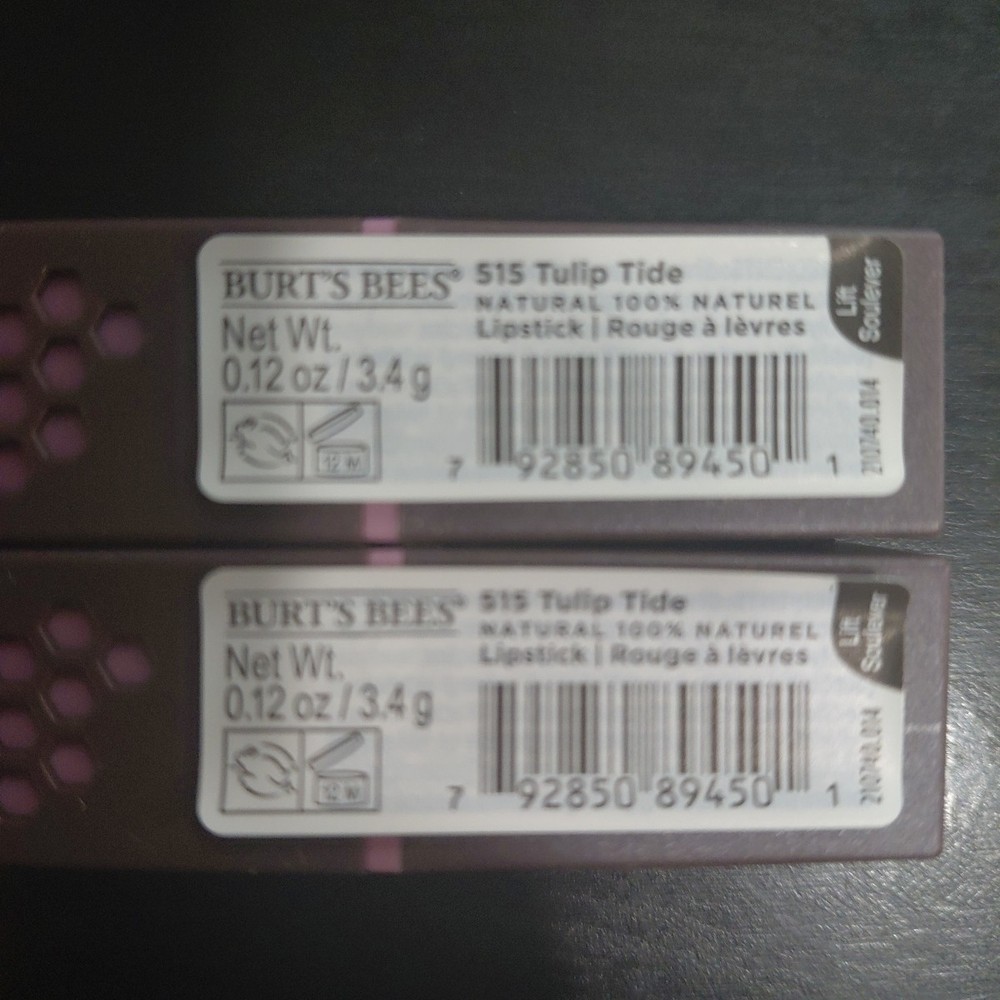 BURT'S BEES®
Net Wt.
0.12 oz / 3.4 g
12 M
515 Tulip Tide
NATURAL 100% NATUREL
Lipstick | Rouge à lèvres
7 92850 89450 1
Lift
Soulever
210740.014
BURT'S BEES®
Net Wt.
0.12 oz / 3.4 g
12 M
515 Tulip Tide
NATURAL 100% NATUREL
Lipstick | Rouge à lèvres
7 92850 89450 1
Lift
Soulever
210740.014